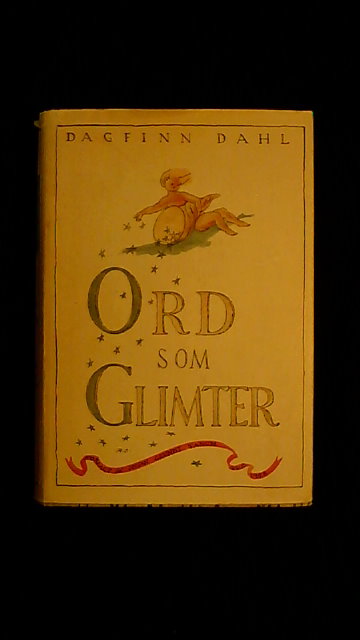 DAGFINN DAHL
ORD
SOM
GLIMTER